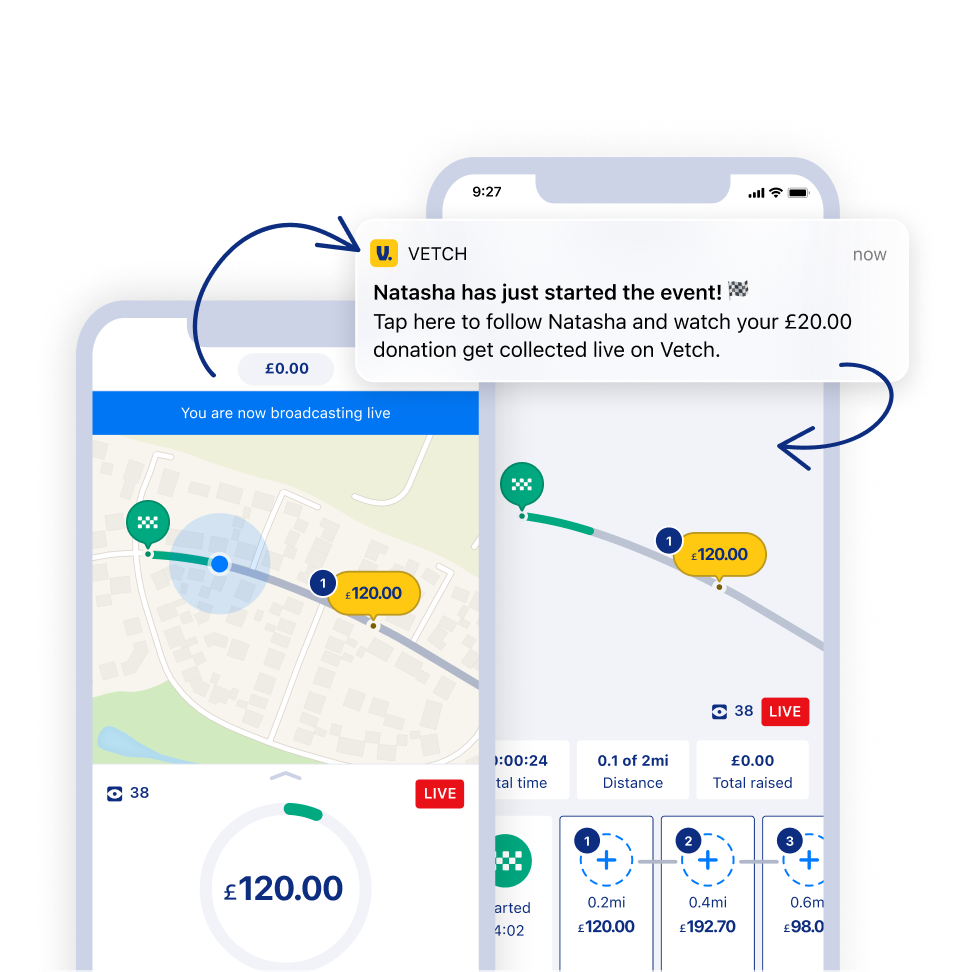 9:27
V.
VETCH
now
Natasha has just started the event! 🏁
Tap here to follow Natasha and watch your £20.00
donation get collected live on Vetch.
£0.00
You are now broadcasting live
1
£120.00
38
LIVE
£120.00
1
£120.00
38
LIVE
:00:24
tal time
0.1 of 2mi
Distance
£0.00
Total raised
arted
4:02
1
0.2mi
£120.00
2
0.4mi
£192.70
3
0.6m
£98.0